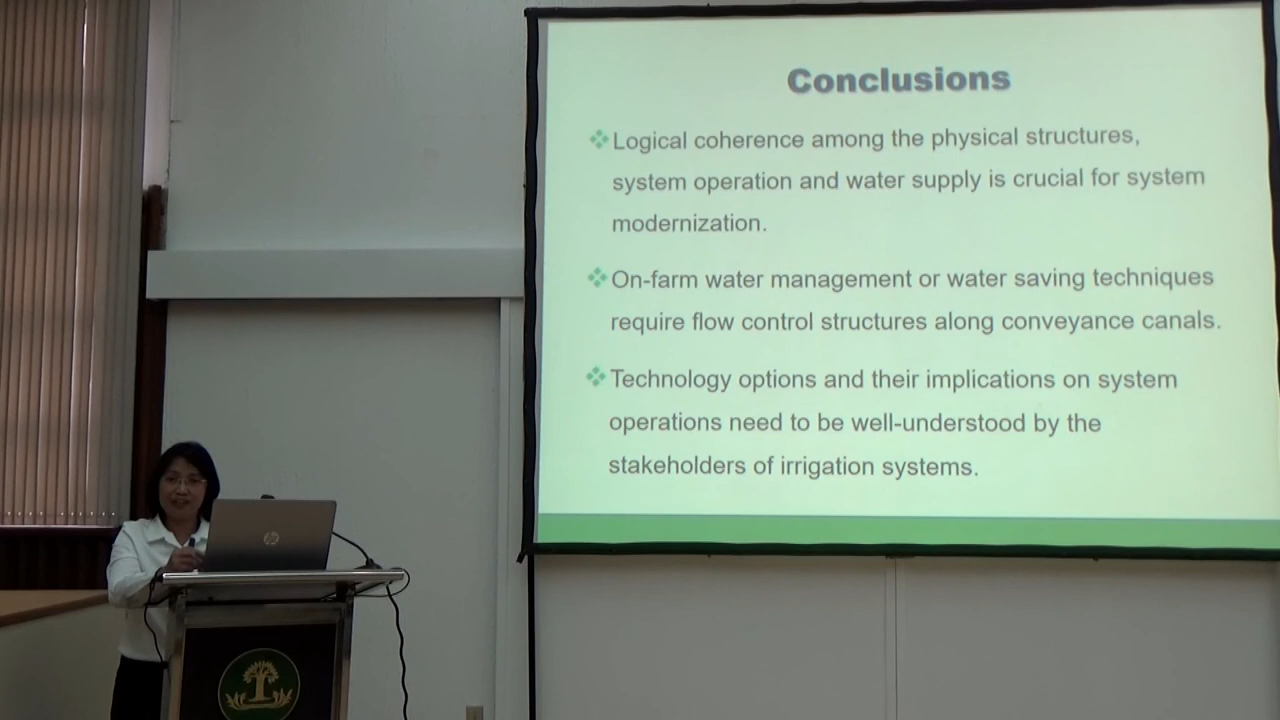 Conclusions
Logical coherence among the physical structures,
system operation and water supply is crucial for system
modernization.
On-farm water management or water saving techniques
require flow control structures along conveyance canals.
Technology options and their implications on system
operations need to be well-understood by the
stakeholders of irrigation systems.
hp